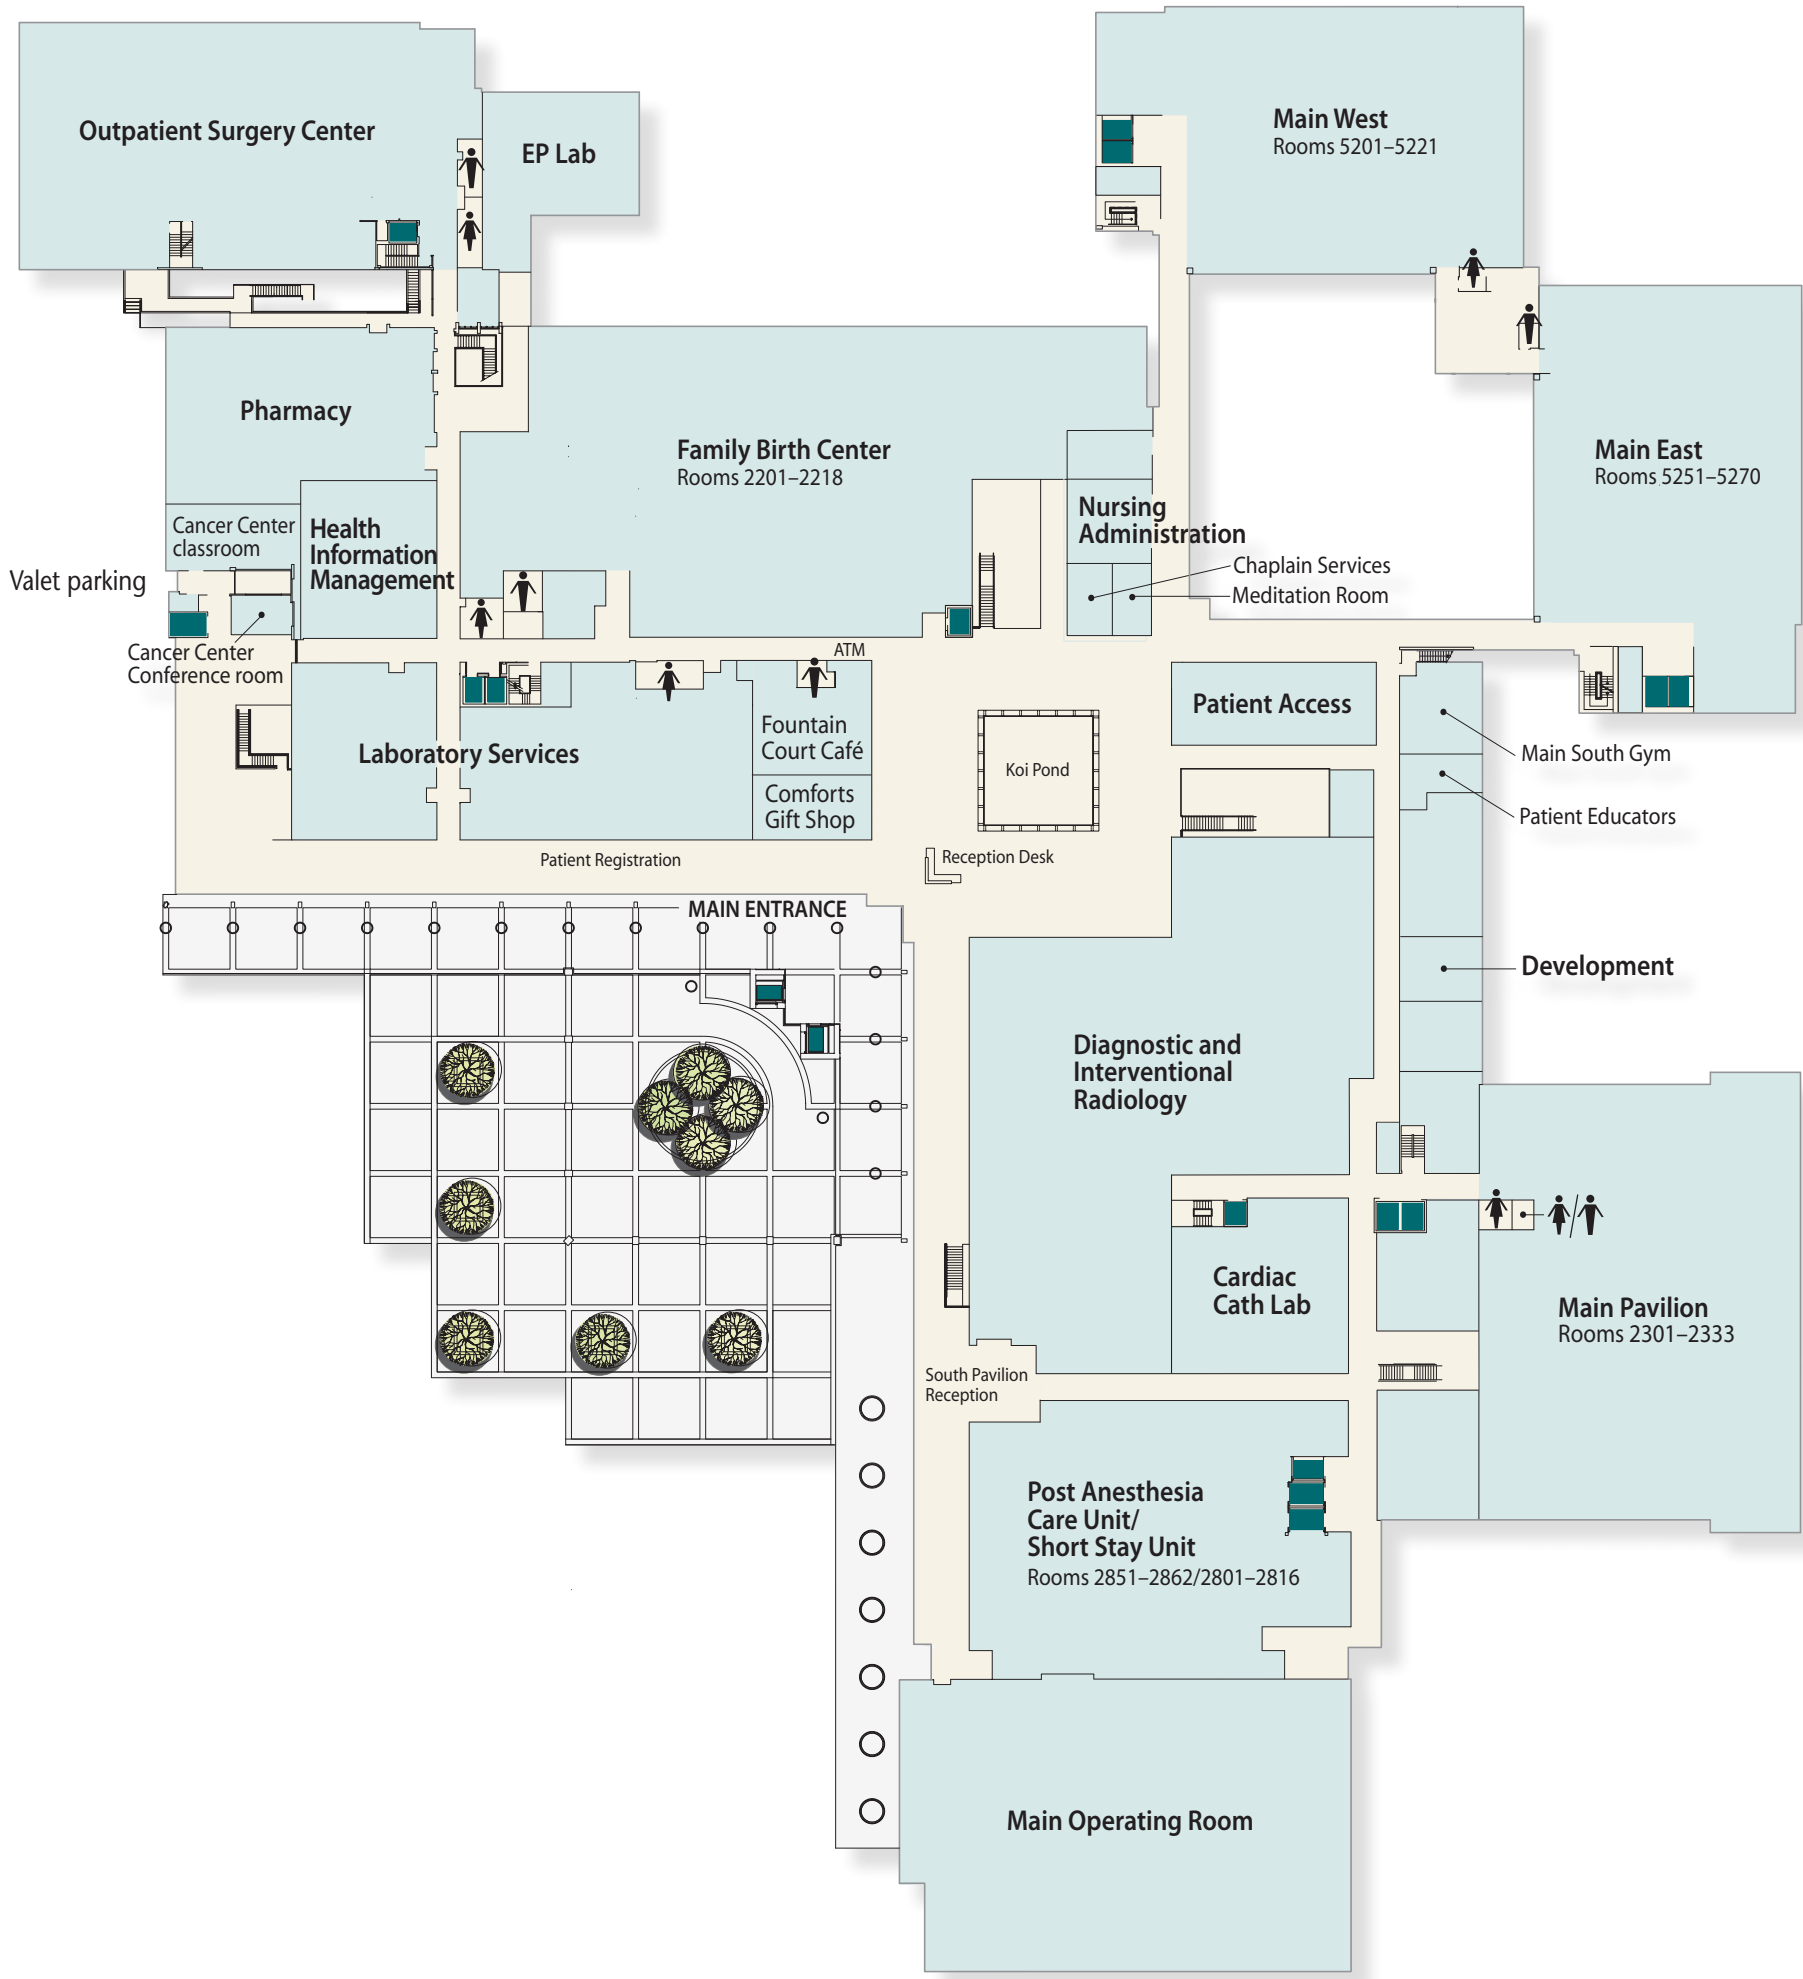 Outpatient Surgery Center
EP Lab
Main West
Rooms 5201–5221
Pharmacy
Family Birth Center
Rooms 2201–2218
Main East
Rooms 5251–5270
Cancer Center
classroom
Health
Information
Management
Nursing
Administration
Chaplain Services
Meditation Room
Valet parking
Cancer Center
Conference room
ATM
Patient Access
Laboratory Services
Fountain
Court Café
Comforts
Gift Shop
Koi Pond
Main South Gym
Patient Educators
Patient Registration
Reception Desk
MAIN ENTRANCE
Development
Diagnostic and
Interventional
Radiology
Cardiac
Cath Lab
Main Pavilion
Rooms 2301–2333
South Pavilion
Reception
Post Anesthesia
Care Unit/
Short Stay Unit
Rooms 2851–2862/2801–2816
Main Operating Room